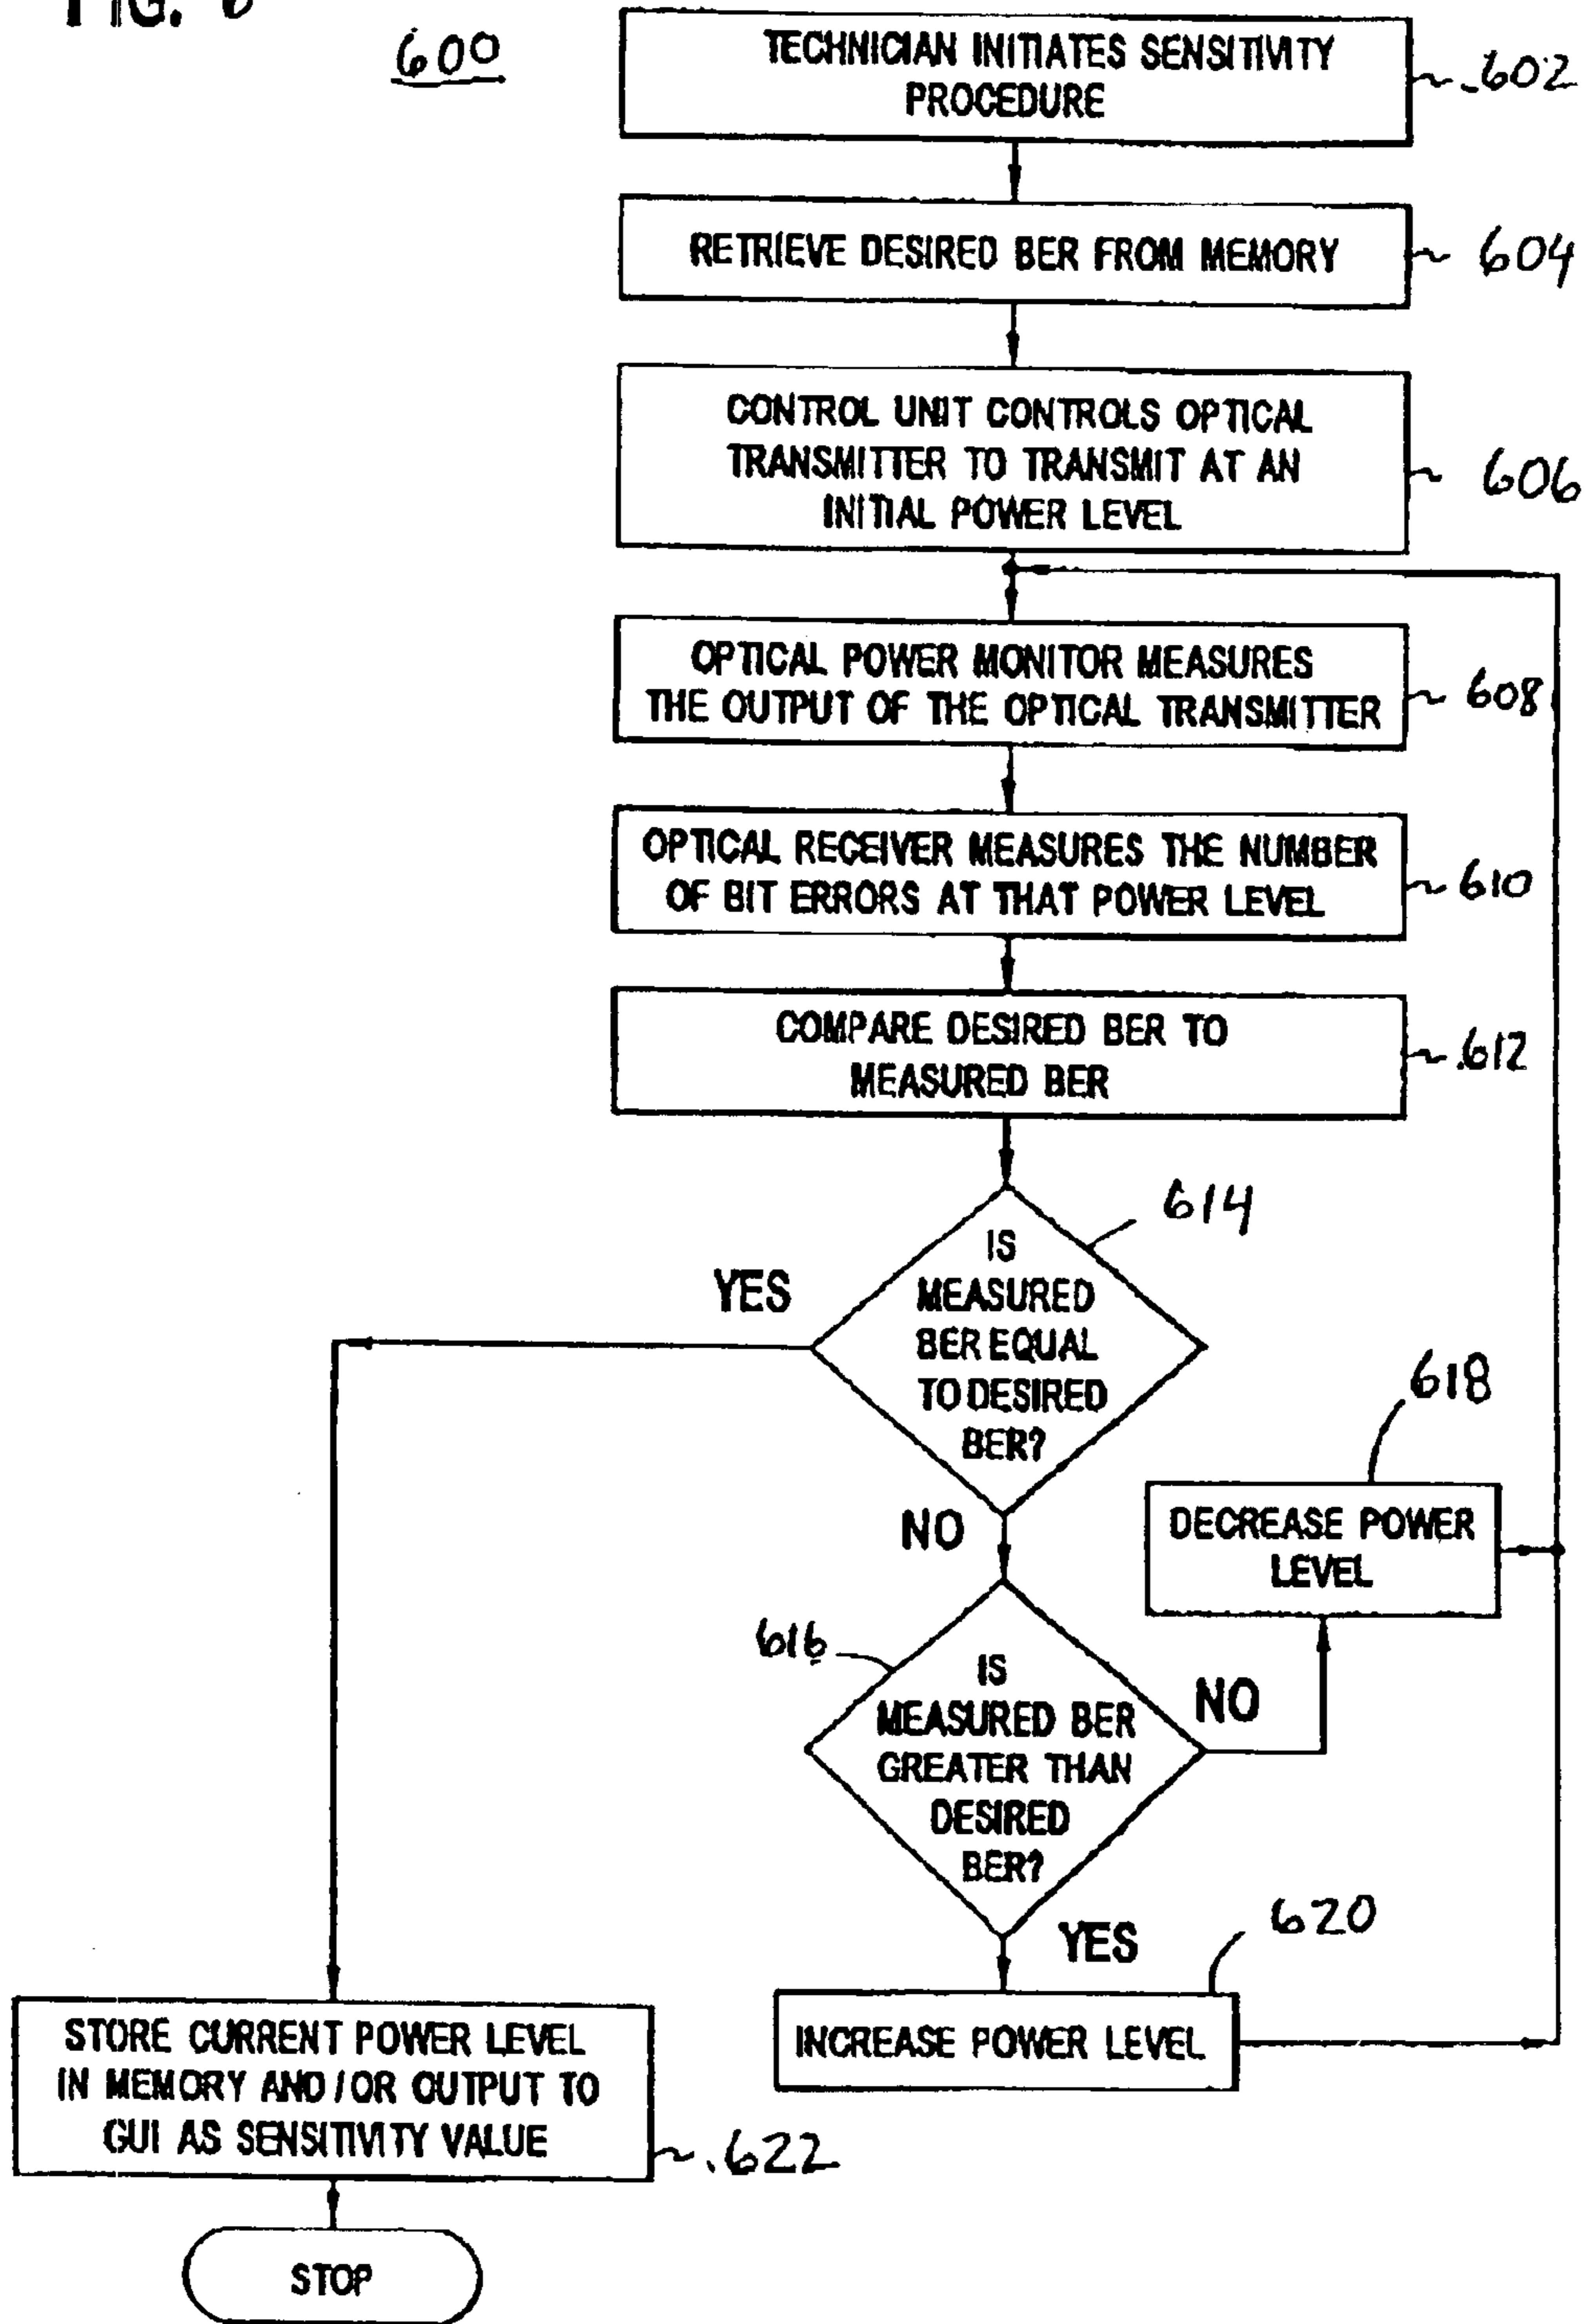 FIG. 6
600
TECHNICIAN INITIATES SENSITIVITY
PROCEDURE
602
RETRIEVE DESIRED BER FROM MEMORY
604
CONTROL UNIT CONTROLS OPTICAL
TRANSMITTER TO TRANSMIT AT AN
INITIAL POWER LEVEL
606
OPTICAL POWER MONITOR MEASURES
THE OUTPUT OF THE OPTICAL TRANSMITTER
608
OPTICAL RECEIVER MEASURES THE NUMBER
OF BIT ERRORS AT THAT POWER LEVEL
610
COMPARE DESIRED BER TO
MEASURED BER
612
614
IS
MEASURED
BER EQUAL
TO DESIRED
BER?
YES
NO
618
DECREASE POWER
LEVEL
616
IS
MEASURED BER
GREATER THAN
DESIRED
BER?
NO
YES
620
INCREASE POWER LEVEL
STORE CURRENT POWER LEVEL
IN MEMORY AND/OR OUTPUT TO
GUI AS SENSITIVITY VALUE
622
STOP